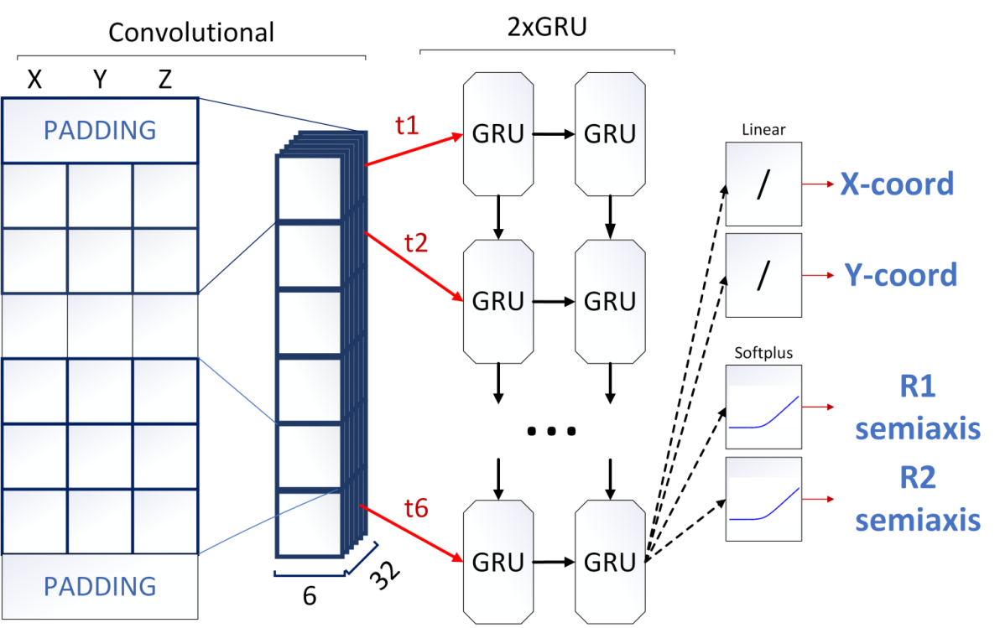 Convolutional
2xGRU
X Y Z
PADDING
t1
GRU
GRU
Linear
/
X-coord
t2
GRU
GRU
/
Y-coord
Softplus
R1
semiaxis
...
R2
semiaxis
t6
GRU
GRU
PADDING
6
32